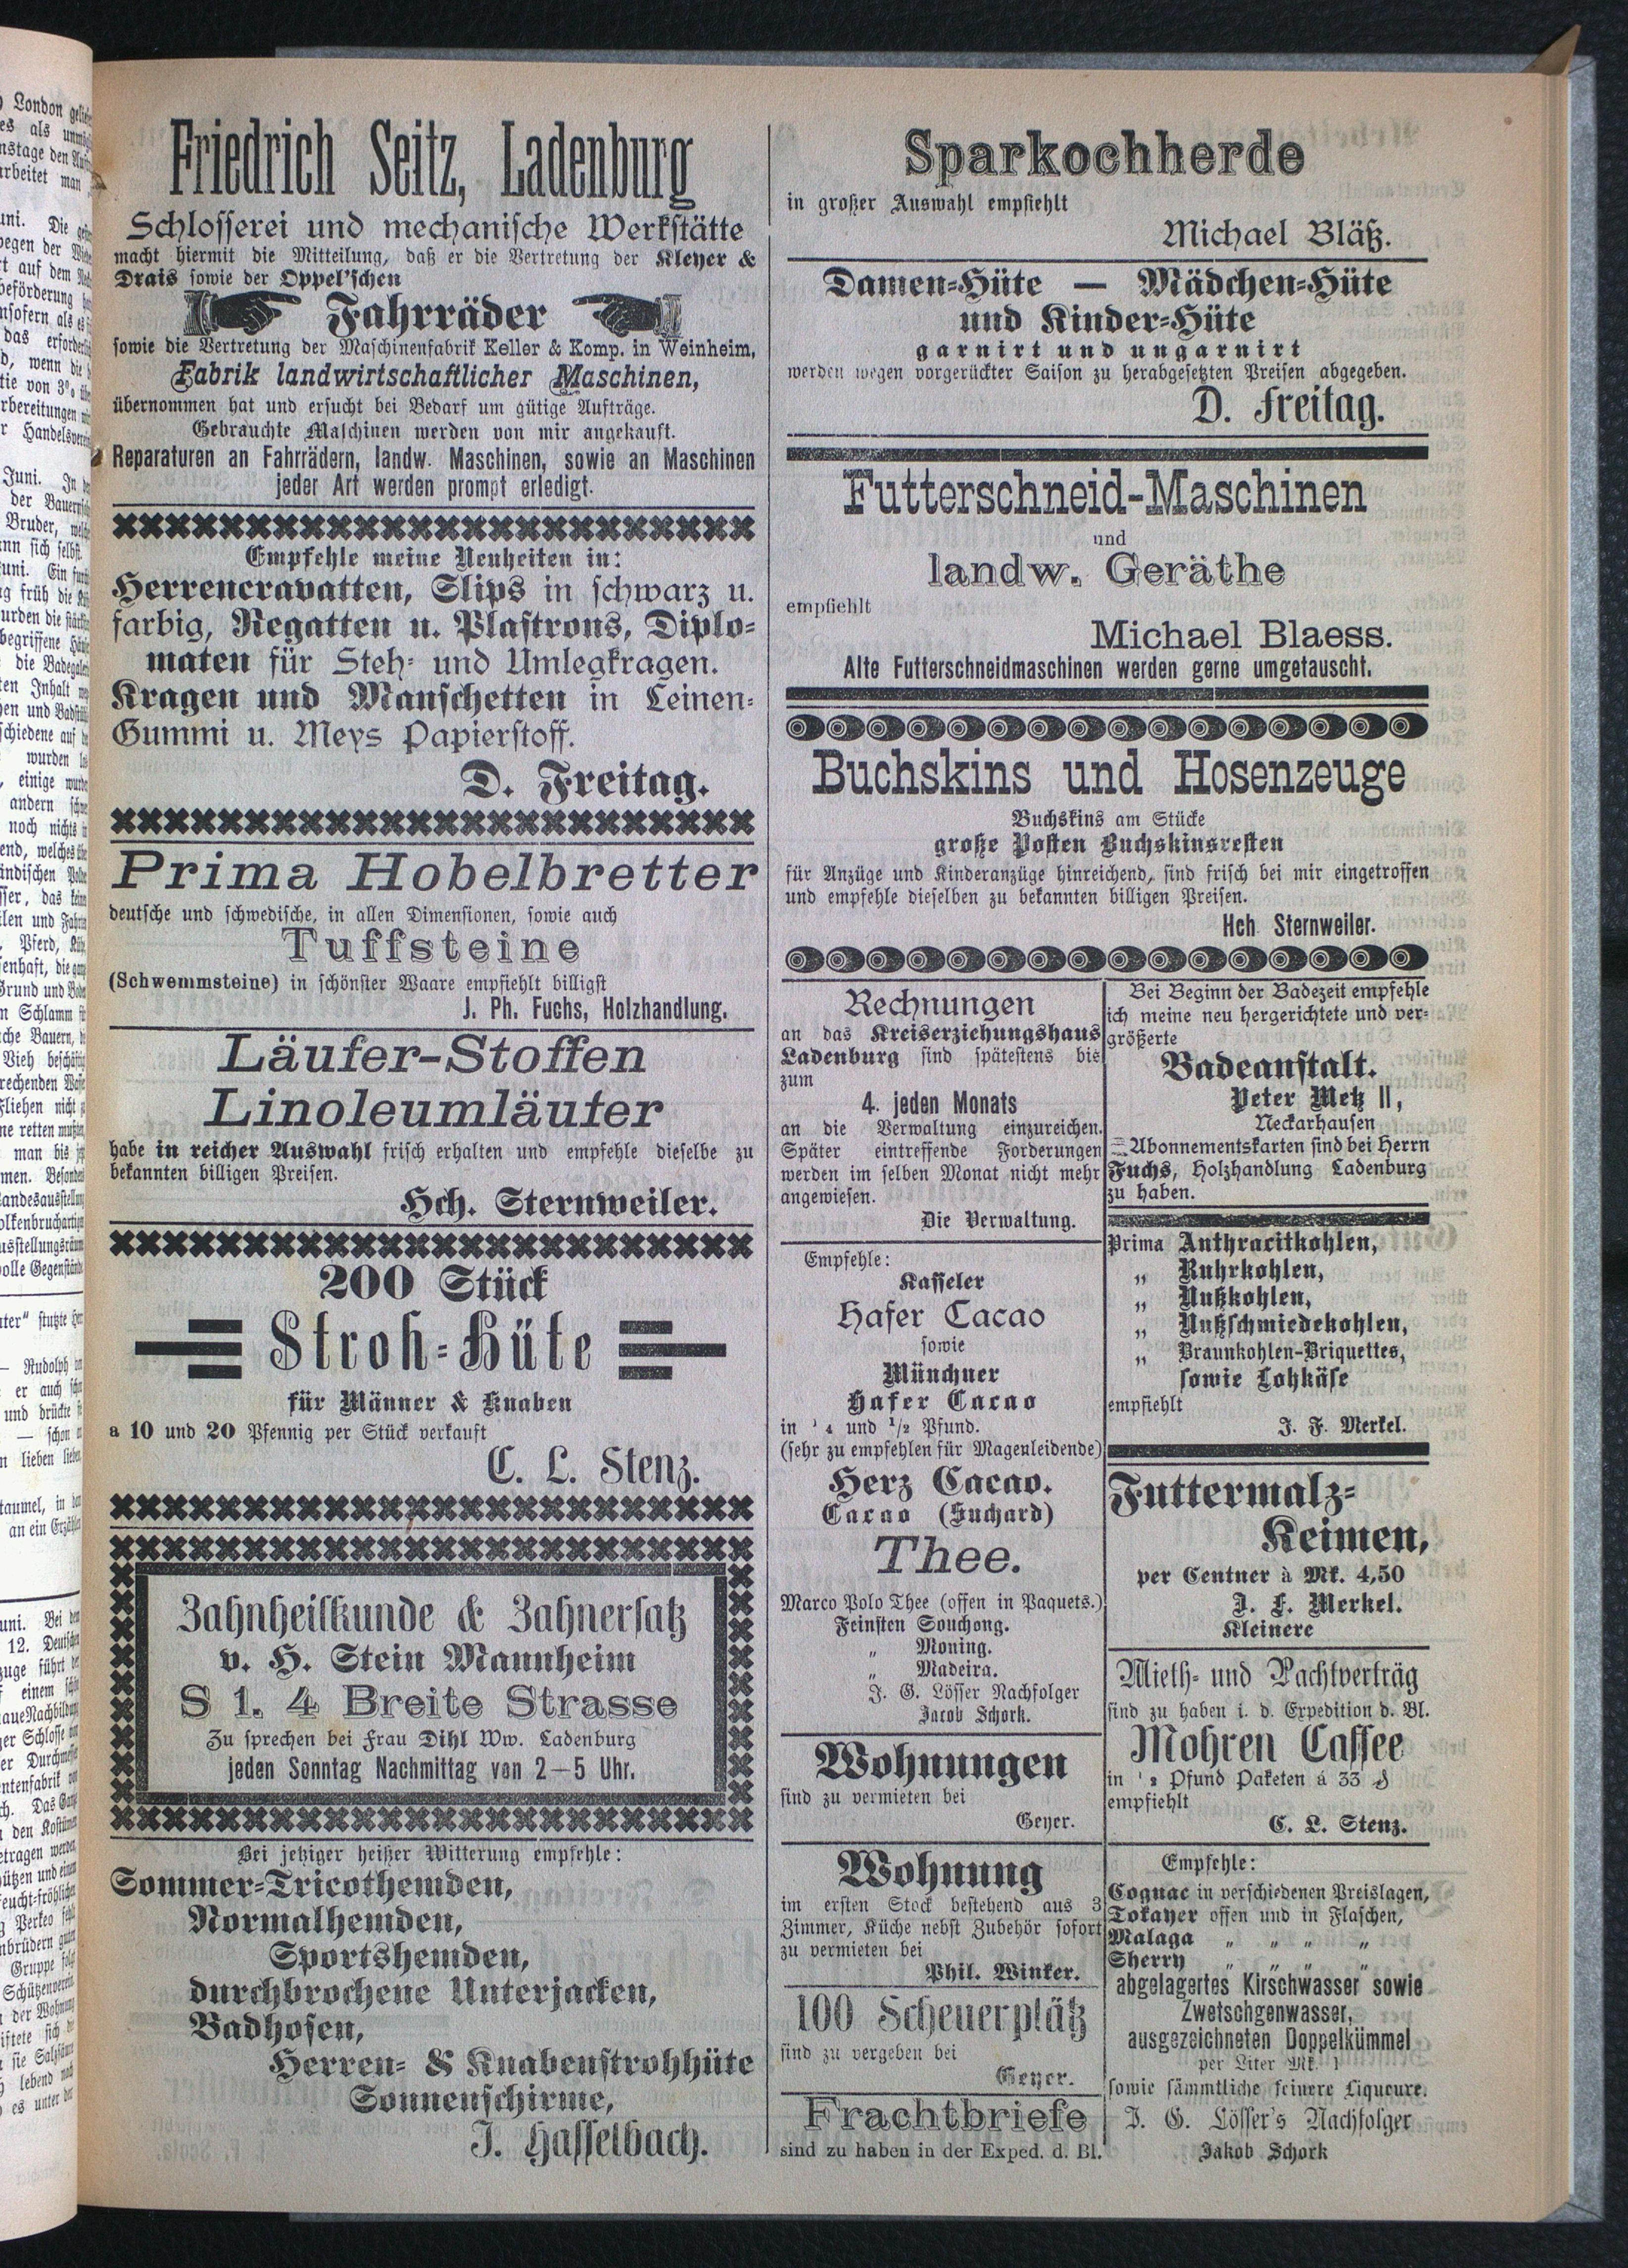 Friedrich Seitz, Ladenburg
Schlosserei und mechanische Werkstätte
macht hiermit die Mitteilung, daß er die Vertretung der Kleyer &
Drais sowie der Oppel'schen
Fahrräder
sowie die Vertretung der Maschinenfabrik Keller & Komp. in Weinheim,
Fabrik landwirtschaftlicher Maschinen,
übernommen hat und ersucht bei Bedarf um gütige Aufträge.
Gebrauchte Maschinen werden von mir angekauft.
Reparaturen an Fahrrädern, landw. Maschinen, sowie an Maschinen
jeder Art werden prompt erledigt.
Empfehle meine Neuheiten in:
Herrencravatten, Slips in schwarz u.
farbig, Regatten u. Plastrons, Diplo-
maten für Steh- und Umlegkragen.
Kragen und Manschetten in Leinen-
Gummi u. Meys Papierstoff.
D. Freitag.
Prima Hobelbretter
deutsche und schwedische, in allen Dimensionen, sowie auch
Tuffsteine
(Schwemmsteine) in schönster Waare empfiehlt billigst
J. Ph. Fuchs, Holzhandlung.
Läufer-Stoffen
Linoleumläufer
habe in reicher Auswahl frisch erhalten und empfehle dieselbe zu
bekannten billigen Preisen.
Hch. Sternweiler.
200 Stück
Stroh-Hüte
für Männer & Knaben
a 10 und 20 Pfennig per Stück verkauft
C. L. Stenz.
Zahnheilkunde & Zahnersatz
v. H. Stein Mannheim
S 1. 4 Breite Strasse
Zu sprechen bei Frau Dihl Ww. Ladenburg
jeden Sonntag Nachmittag von 2—5 Uhr.
Bei jetziger heißer Witterung empfehle:
Sommer-Tricothemden,
Normalhemden,
Sportshemden,
durchbrochene Unterjacken,
Badhosen,
Herren- & Knabenstrohhüte
Sonnenschirme,
J. Hasselbach.
Sparkochherde
in großer Auswahl empfiehlt
Michael Bläß.
Damen-Hüte — Mädchen-Hüte
und Kinder-Hüte
garnirt und ungarnirt
werden wegen vorgerückter Saison zu herabgesetzten Preisen abgegeben.
D. Freitag.
Futterschneid-Maschinen
und
landw. Geräthe
empfiehlt
Michael Blaess.
Alte Futterschneidmaschinen werden gerne umgetauscht.
Buchskins und Hosenzeuge
Buchskins am Stücke
große Posten Buchskinsresten
für Anzüge und Kinderanzüge hinreichend, sind frisch bei mir eingetroffen
und empfehle dieselben zu bekannten billigen Preisen.
Hch. Sternweiler.
Rechnungen
an das Kreiserziehungshaus
Ladenburg sind spätestens bis
zum
4. jeden Monats
an die Verwaltung einzureichen.
Später eintreffende Forderungen
werden im selben Monat nicht mehr
angewiesen.
Die Verwaltung.
Empfehle:
Kasseler
Hafer Cacao
sowie
Münchner
Hafer Cacao
in 1/4 und 1/2 Pfund.
(sehr zu empfehlen für Magenleidende)
Herz Cacao.
Cacao (Suchard)
Thee.
Marco Polo Thee (offen in Paquets.)
Feinsten Souchong.
„ Moning.
„ Madeira.
J. G. Lösser Nachfolger
Jacob Schork.
Wohnungen
sind zu vermieten bei
Geyer.
Wohnung
im ersten Stock bestehend aus 3
Zimmer, Küche nebst Zubehör sofort
zu vermieten bei
Phil. Winker.
100 Scheuerplätz
sind zu vergeben bei
Geyer.
Frachtbriefe
sind zu haben in der Exped. d. Bl.
Bei Beginn der Badezeit empfehle
ich meine neu hergerichtete und ver-
größerte
Badeanstalt.
Peter Metz II,
Neckarhausen
Abonnementskarten sind bei Herrn
Fuchs, Holzhandlung Ladenburg
zu haben.
Prima Anthracitkohlen,
„ Ruhrkohlen,
„ Nußkohlen,
„ Nußschmiedekohlen,
„ Braunkohlen-Briquettes,
sowie Lohkäse
empfiehlt
J. F. Merkel.
Futtermalz-
Keimen,
per Centner à Mk. 4,50
J. F. Merkel.
Kleinere
Mieth- und Pachtverträg
sind zu haben i. d. Expedition d. Bl.
Mohren Caffee
in 1/2 Pfund Paketen á 33 ₰
empfiehlt
C. L. Stenz.
Empfehle:
Cognac in verschiedenen Preislagen,
Tokayer offen und in Flaschen,
Malaga „ „ „ „
Sherry „ „ „ „
abgelagertes Kirschwasser sowie
Zwetschgenwasser,
ausgezeichneten Doppelkümmel
per Liter Mk. 1
sowie sämmtliche feinere Liqueure.
J. G. Lösser's Nachfolger
Jakob Schork